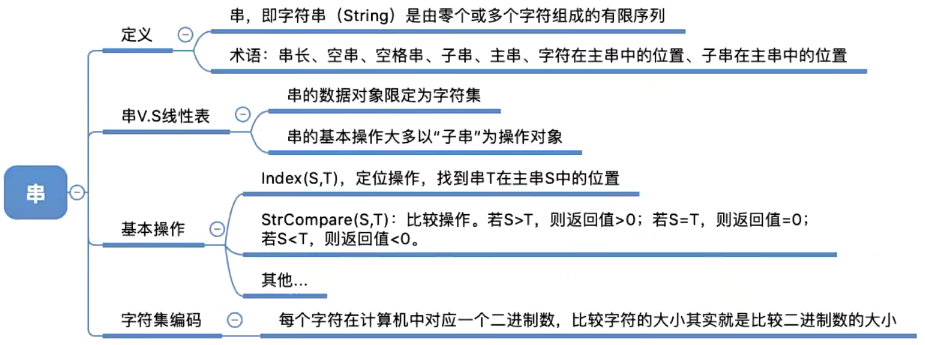 串
定义
串，即字符串（String）是由零个或多个字符组成的有限序列
术语：串长、空串、空格串、子串、主串、字符在主串中的位置、子串在主串中的位置
串V.S线性表
串的数据对象限定为字符集
串的基本操作大多以“子串”为操作对象
基本操作
Index(S,T)，定位操作，找到串T在主串S中的位置
StrCompare(S,T)：比较操作。若S>T，则返回值>0；若S=T，则返回值=0；
若S<T，则返回值<0。
其他...
字符集编码
每个字符在计算机中对应一个二进制数，比较字符的大小其实就是比较二进制数的大小